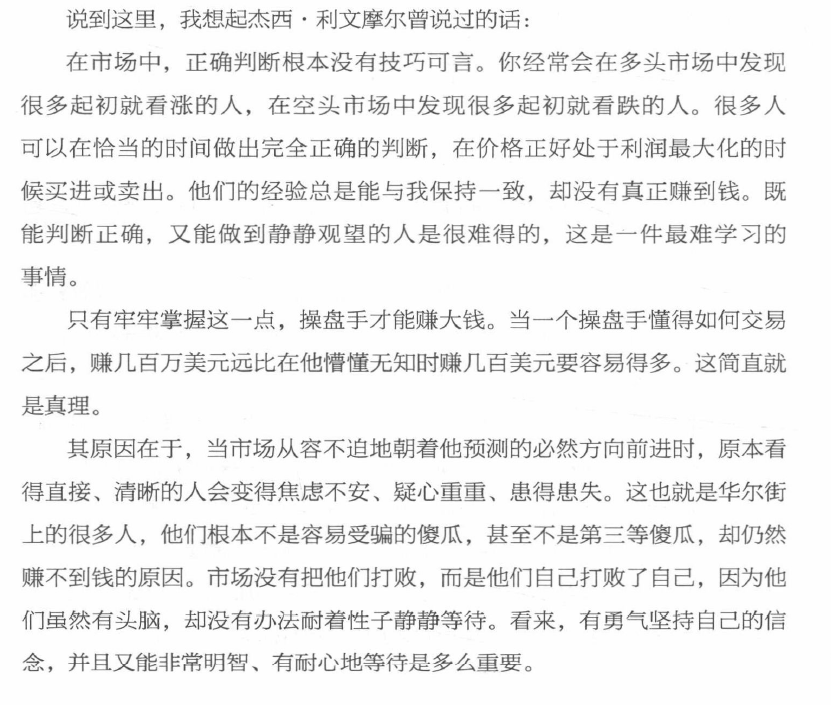 说到这里，我想起杰西·利文摩尔曾说过的话：
在市场中，正确判断根本没有技巧可言。你经常会在多头市场中发现
很多起初就看涨的人，在空头市场中发现很多起初就看跌的人。很多人
可以在恰当的时间做出完全正确的判断，在价格正好处于利润最大化的时
候买进或卖出。他们的经验总是能与我保持一致，却没有真正赚到钱。既
能判断正确，又能做到静静观望的人是很难得的，这是一件最难学习的
事情。
只有牢牢掌握这一点，操盘手才能赚大钱。当一个操盘手懂得如何交易
之后，赚几百万美元远比在他懵懂无知时赚几百美元要容易得多。这简直就
是真理。
其原因在于，当市场从容不迫地朝着他预测的必然方向前进时，原本看
得直接、清晰的人会变得焦虑不安、疑心重重、患得患失。这也就是华尔街
上的很多人，他们根本不是容易受骗的傻瓜，甚至不是第三等傻瓜，却仍然
赚不到钱的原因。市场没有把他们打败，而是他们自己打败了自己，因为他
们虽然有头脑，却没有办法耐着性子静静等待。看来，有勇气坚持自己的信
念，并且又能非常明智、有耐心地等待是多么重要。